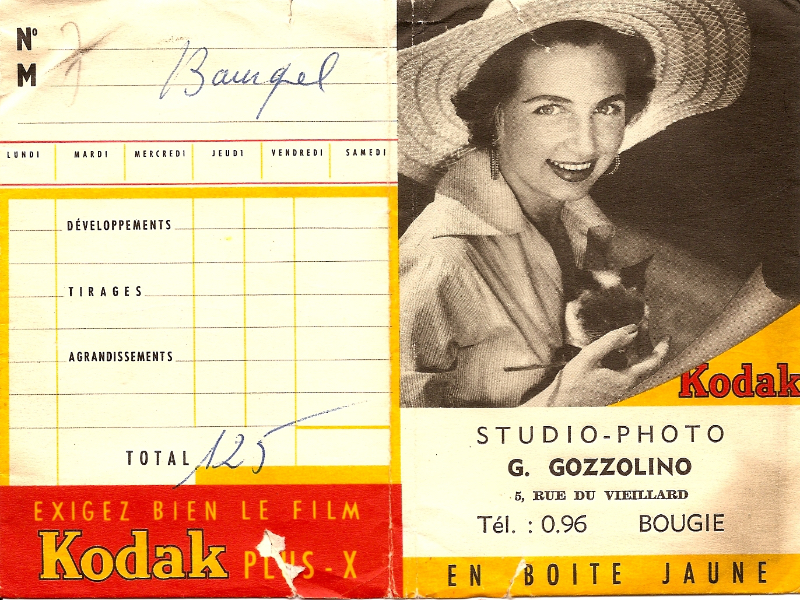 Nº
M
LUNDI MARDI MERCREDI JEUDI VENDREDI SAMEDI
DÉVELOPPEMENTS
TIRAGES
AGRANDISSEMENTS
TOTAL 125
EXIGEZ BIEN LE FILM
Kodak PLUS-X
Kodak
STUDIO-PHOTO
G. GOZZOLINO
5, RUE DU VIEILLARD
Tél. : 0.96 BOUGIE
EN BOITE JAUNE